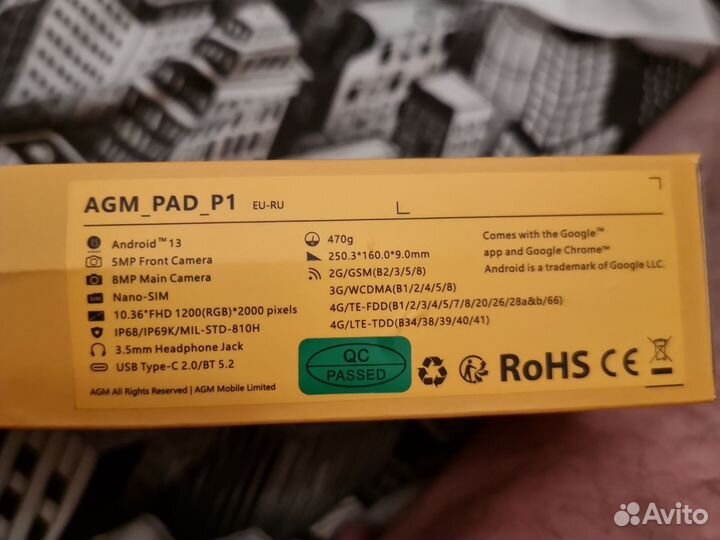 AGM_PAD_P1 EU-RU
Android™ 13
5MP Front Camera
8MP Main Camera
Nano-SIM
10.36*FHD 1200(RGB)*2000 pixels
IP68/IP69K/MIL-STD-810H
3.5mm Headphone Jack
USB Type-C 2.0/BT 5.2
AGM All Rights Reserved | AGM Mobile Limited
470g
250.3*160.0*9.0mm
2G/GSM(B2/3/5/8)
3G/WCDMA(B1/2/4/5/8)
4G/TE-FDD(B1/2/3/4/5/7/8/20/26/28a&b/66)
4G/LTE-TDD(B34/38/39/40/41)
QC
PASSED
Comes with the Google™
app and Google Chrome™
Android is a trademark of Google LLC.
RoHS CE
Avito